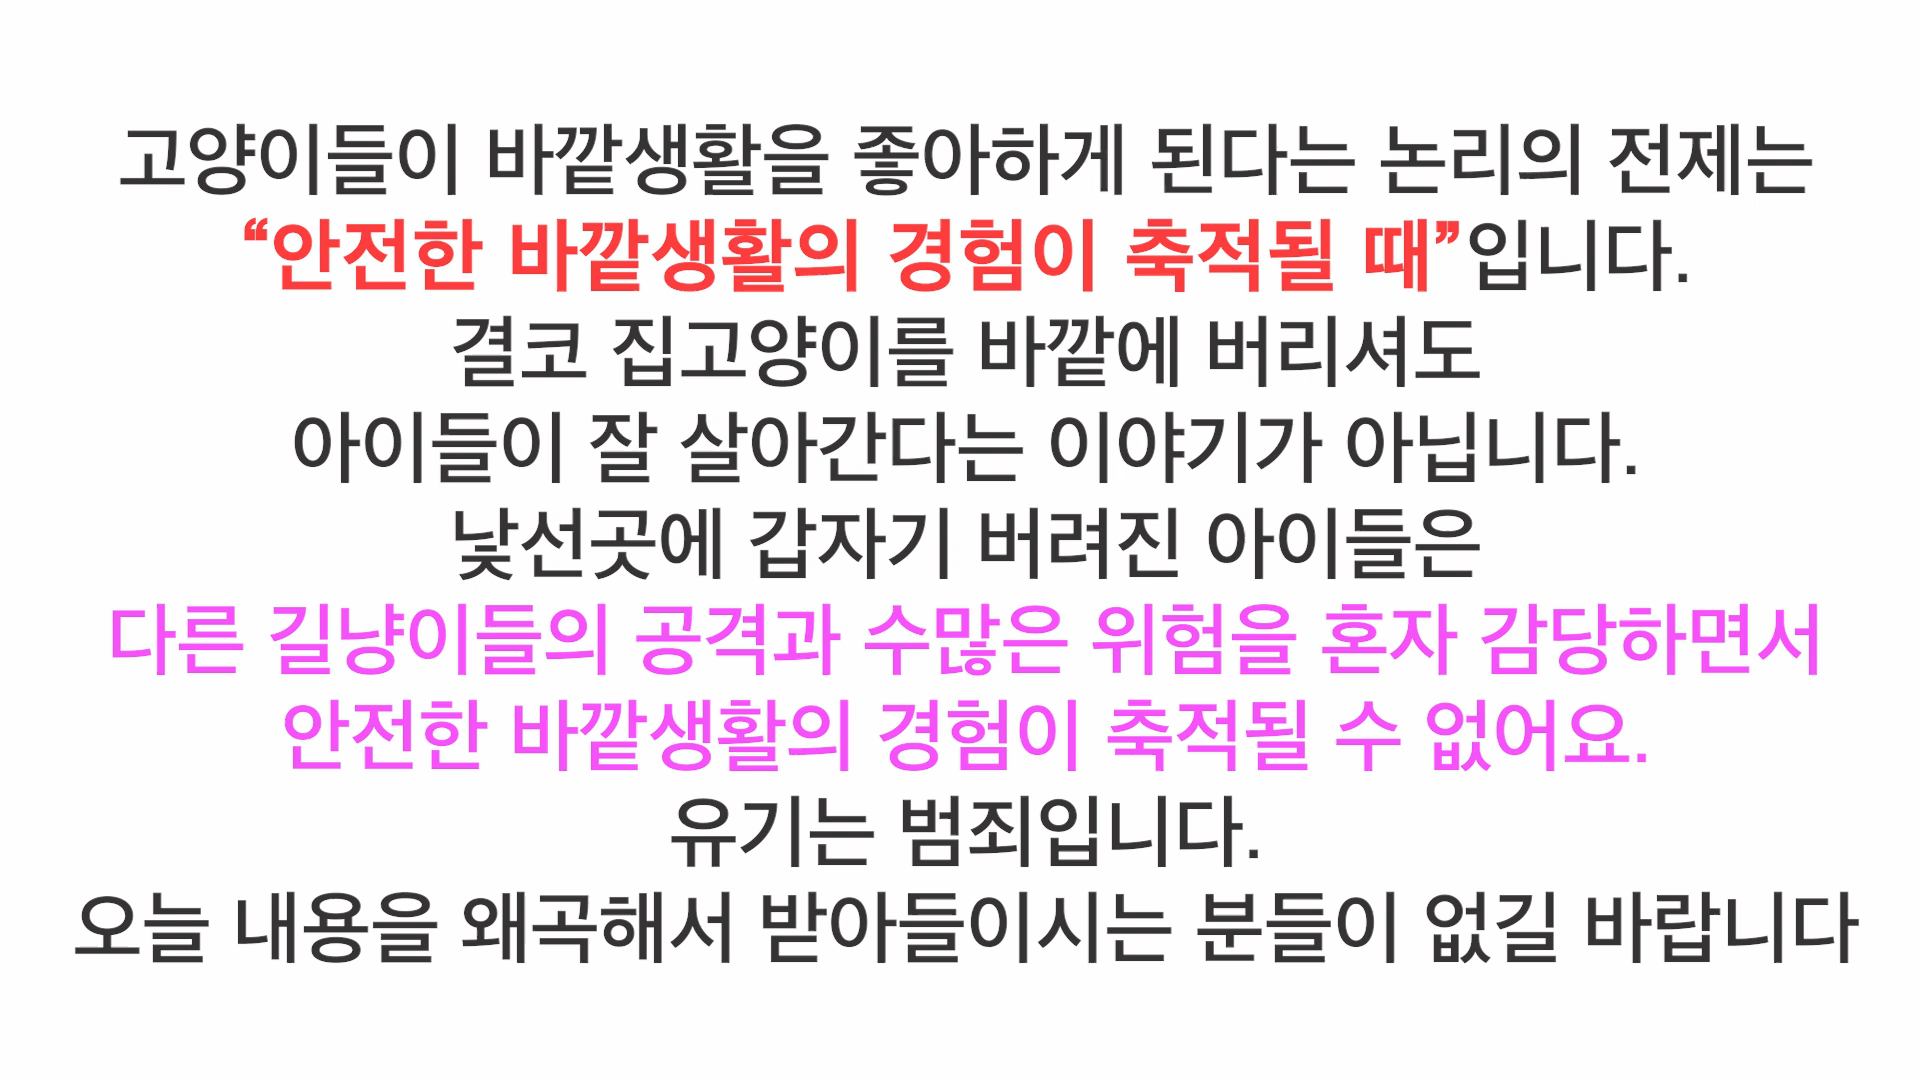 고양이들이 바깥생활을 좋아하게 된다는 논리의 전제는
“안전한 바깥생활의 경험이 축적될 때”입니다.
결코 집고양이를 바깥에 버리셔도
아이들이 잘 살아간다는 이야기가 아닙니다.
낯선곳에 갑자기 버려진 아이들은
다른 길냥이들의 공격과 수많은 위험을 혼자 감당하면서
안전한 바깥생활의 경험이 축적될 수 없어요.
유기는 범죄입니다.
오늘 내용을 왜곡해서 받아들이시는 분들이 없길 바랍니다